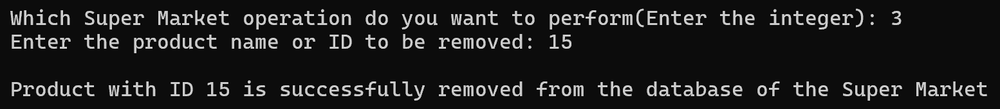 Which Super Market operation do you want to perform(Enter the integer): 3
Enter the product name or ID to be removed: 15
Product with ID 15 is successfully removed from the database of the Super Market